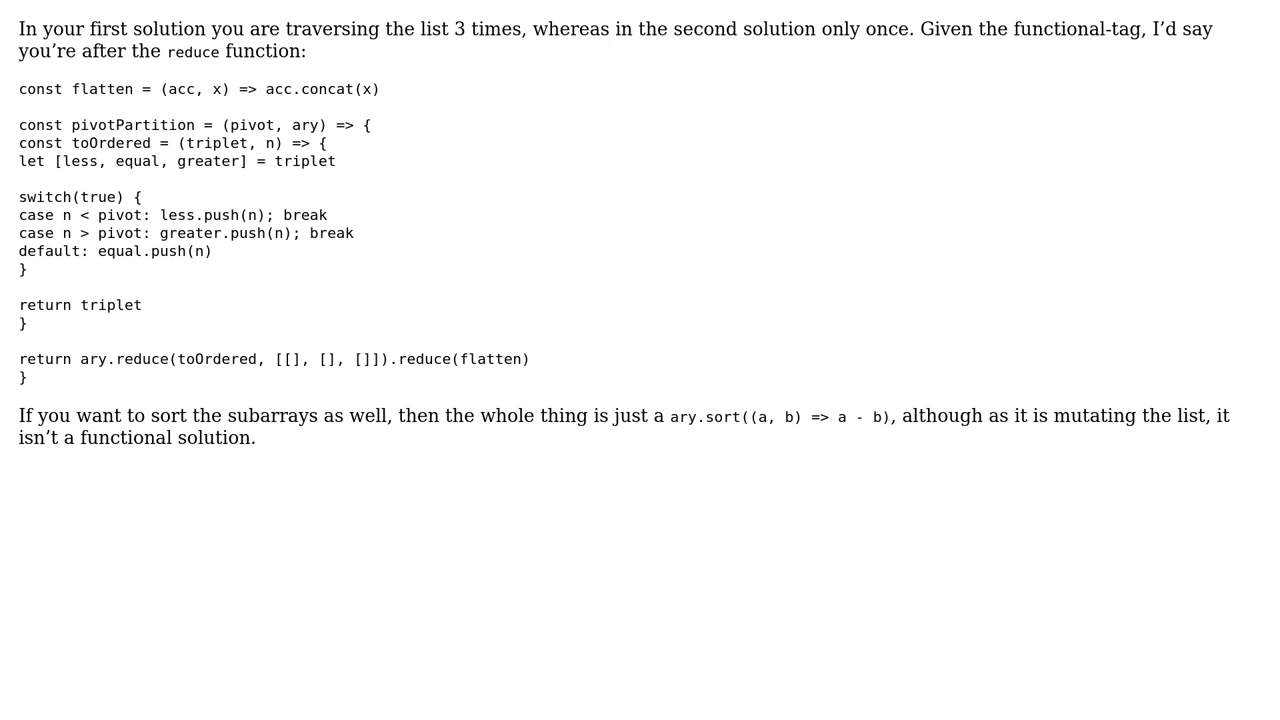 In your first solution you are traversing the list 3 times, whereas in the second solution only once. Given the functional-tag, I’d say
you’re after the reduce function:
const flatten = (acc, x) => acc.concat(x)
const pivotPartition = (pivot, ary) => {
const toOrdered = (triplet, n) => {
let [less, equal, greater] = triplet
switch(true) {
case n < pivot: less.push(n); break
case n > pivot: greater.push(n); break
default: equal.push(n)
}
return triplet
}
return ary.reduce(toOrdered, [[], [], []]).reduce(flatten)
}
If you want to sort the subarrays as well, then the whole thing is just a ary.sort((a, b) => a - b), although as it is mutating the list, it
isn’t a functional solution.